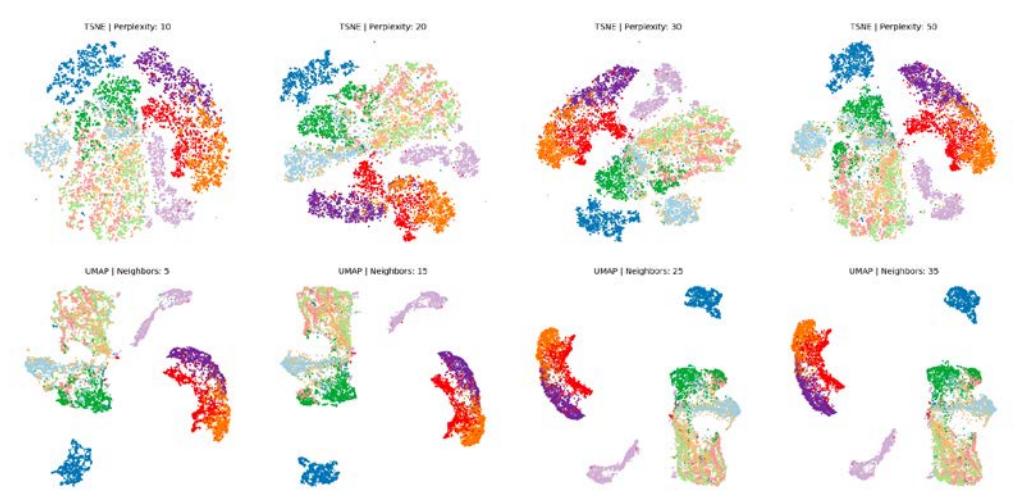 TSNE | Perplexity: 10
TSNE | Perplexity: 20
TSNE | Perplexity: 30
TSNE | Perplexity: 50
UMAP | Neighbors: 5
UMAP | Neighbors: 15
UMAP | Neighbors: 25
UMAP | Neighbors: 35